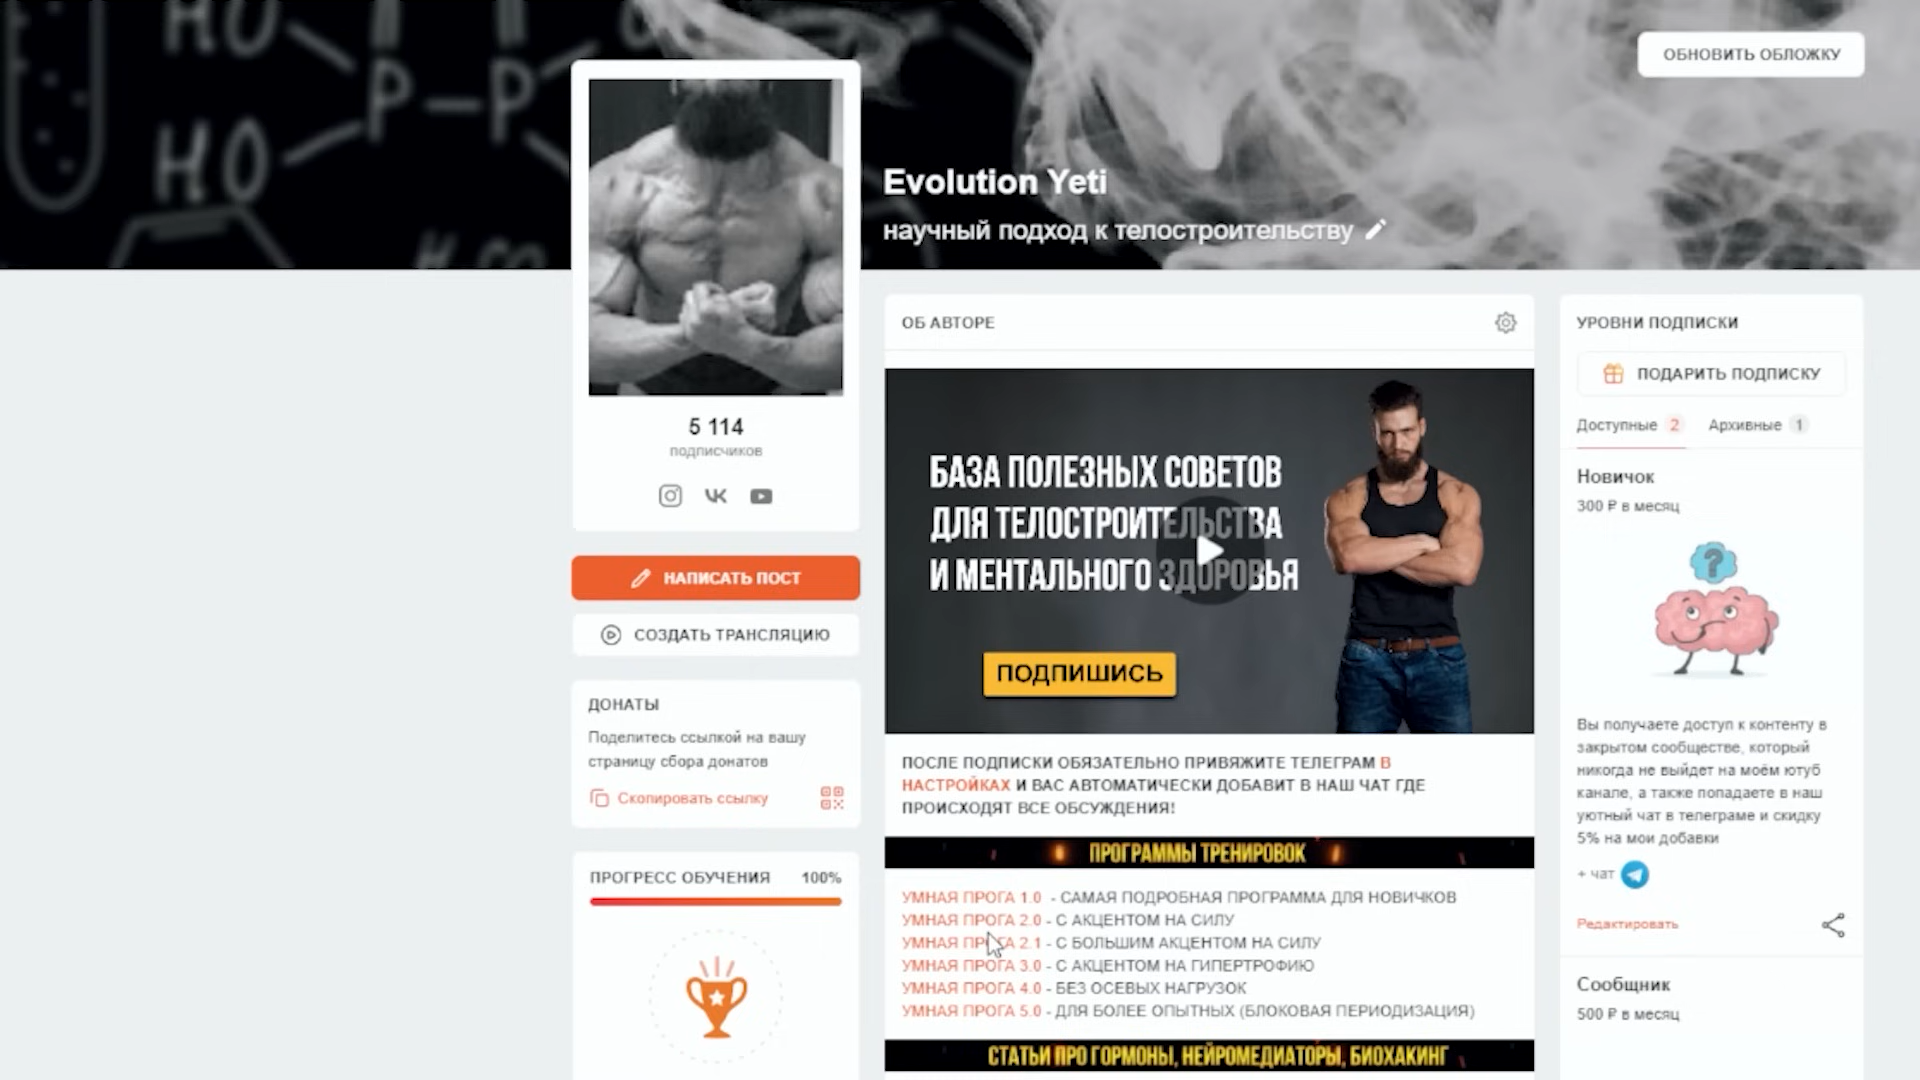 HO
P-P
HO
ОБНОВИТЬ ОБЛОЖКУ
Evolution Yeti
научный подход к телостроительству
5 114
подписчиков
НАПИСАТЬ ПОСТ
СОЗДАТЬ ТРАНСЛЯЦИЮ
ДОНАТЫ
Поделитесь ссылкой на вашу
страницу сбора донатов
Скопировать ссылку
ПРОГРЕСС ОБУЧЕНИЯ 100%
ОБ АВТОРЕ
БАЗА ПОЛЕЗНЫХ СОВЕТОВ
ДЛЯ ТЕЛОСТРОИТЕЛЬСТВА
И МЕНТАЛЬНОГО ЗДОРОВЬЯ
ПОДПИШИСЬ
ПОСЛЕ ПОДПИСКИ ОБЯЗАТЕЛЬНО ПРИВЯЖИТЕ ТЕЛЕГРАМ В
НАСТРОЙКАХ И ВАС АВТОМАТИЧЕСКИ ДОБАВИТ В НАШ ЧАТ ГДЕ
ПРОИСХОДЯТ ВСЕ ОБСУЖДЕНИЯ!
ПРОГРАММЫ ТРЕНИРОВОК
УМНАЯ ПРОГА 1.0 - САМАЯ ПОДРОБНАЯ ПРОГРАММА ДЛЯ НОВИЧКОВ
УМНАЯ ПРОГА 2.0 - С АКЦЕНТОМ НА СИЛУ
УМНАЯ ПРОГА 2.1 - С БОЛЬШИМ АКЦЕНТОМ НА СИЛУ
УМНАЯ ПРОГА 3.0 - С АКЦЕНТОМ НА ГИПЕРТРОФИЮ
УМНАЯ ПРОГА 4.0 - БЕЗ ОСЕВЫХ НАГРУЗОК
УМНАЯ ПРОГА 5.0 - ДЛЯ БОЛЕЕ ОПЫТНЫХ (БЛОКОВАЯ ПЕРИОДИЗАЦИЯ)
СТАТЬИ ПРО ГОРМОНЫ, НЕЙРОМЕДИАТОРЫ, БИОХАКИНГ
УРОВНИ ПОДПИСКИ
ПОДАРИТЬ ПОДПИСКУ
Доступные 2 Архивные 1
Новичок
300 ₽ в месяц
?
Вы получаете доступ к контенту в
закрытом сообществе, который
никогда не выйдет на моём ютуб
канале, а также попадаете в наш
уютный чат в телеграме и скидку
5% на мои добавки
+ чат
Редактировать
Сообщник
500 ₽ в месяц